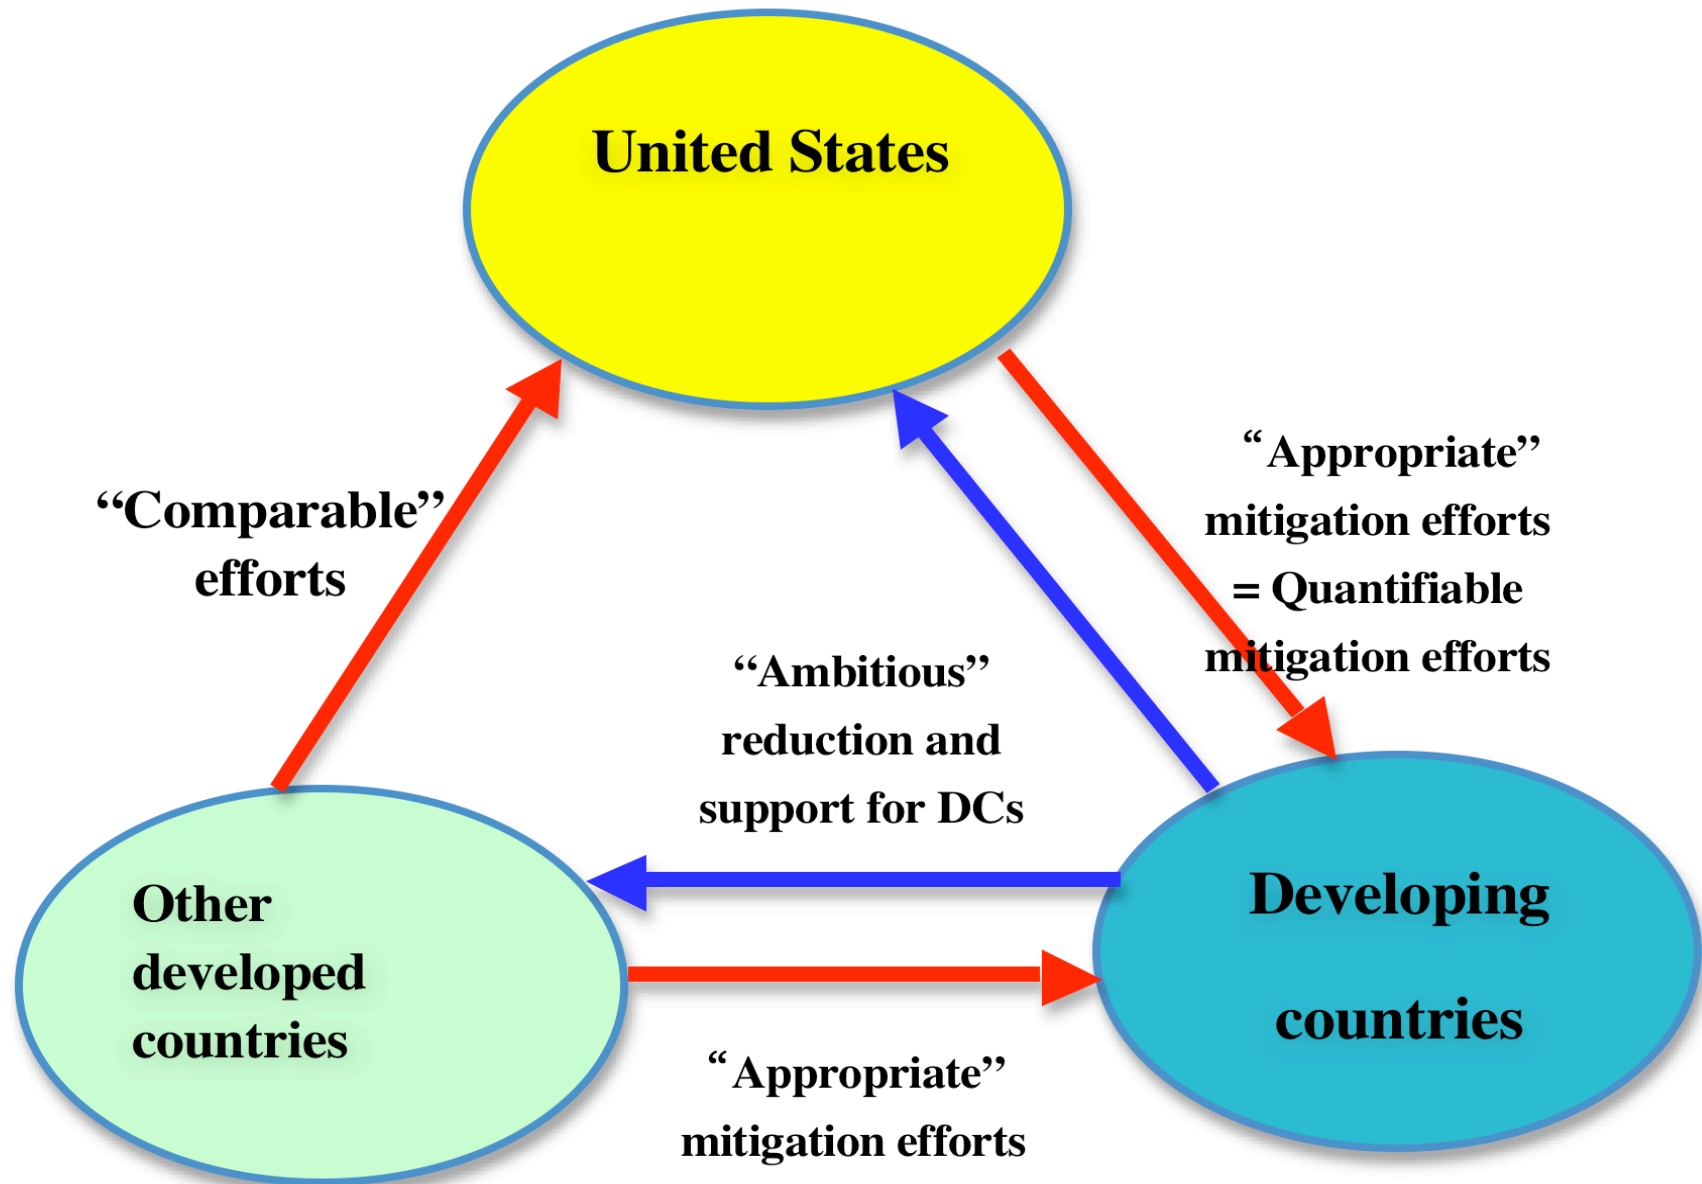 United States
“Comparable”
efforts
“Appropriate”
mitigation efforts
= Quantifiable
mitigation efforts
“Ambitious”
reduction and
support for DCs
Other
developed
countries
Developing
countries
“Appropriate”
mitigation efforts